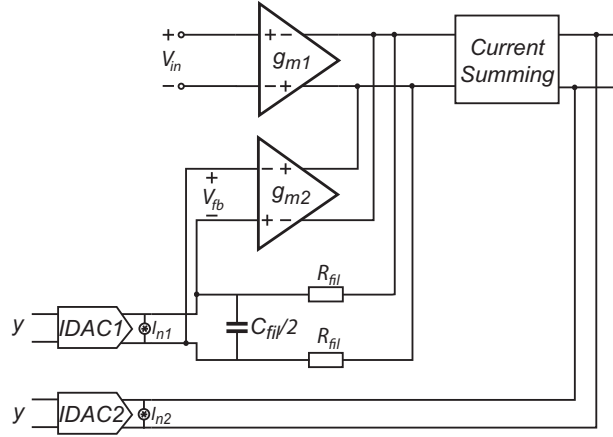 + + −
V_in g_m1 Current Summing
− − +
− +
+ V_fb − g_m2
+ −
R_fil
y IDAC1 I_n1 C_fil/2
R_fil
y IDAC2 I_n2